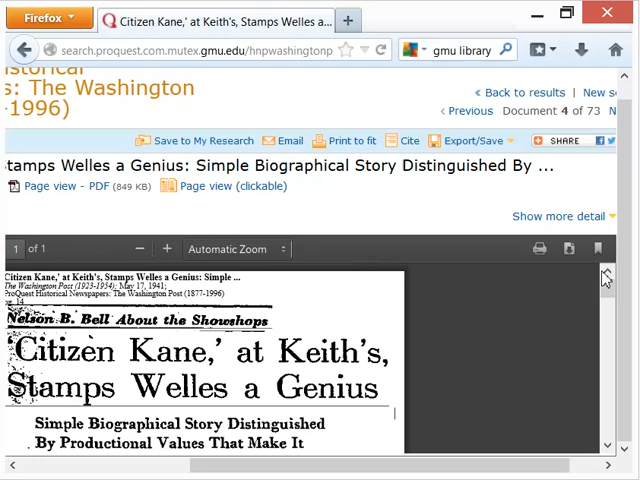 Firefox
Citizen Kane,' at Keith's, Stamps Welles a...
search.proquest.com.mutex.gmu.edu/hnpwashingtonp
gmu library
istorical
s: The Washington
-1996)
Back to results
New se
Previous
Document 4 of 73
N
Save to My Research
Email
Print to fit
Cite
Export/Save
SHARE
tamps Welles a Genius: Simple Biographical Story Distinguished By ...
Page view - PDF (849 KB)
Page view (clickable)
Show more detail
1 of 1
Automatic Zoom
Citizen Kane,' at Keith's, Stamps Welles a Genius: Simple ...
The Washington Post (1923-1954); May 17, 1941;
ProQuest Historical Newspapers: The Washington Post (1877-1996)
pg. 14
Nelson B. Bell About the Showshops
'Citizen Kane,' at Keith's,
Stamps Welles a Genius
Simple Biographical Story Distinguished
By Productional Values That Make It